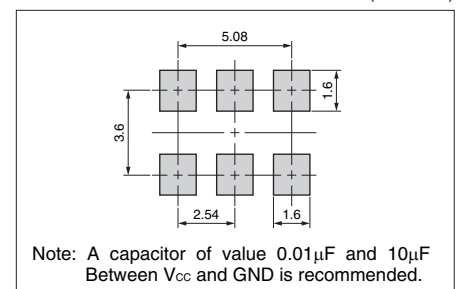 5.08
1.6
3.6
2.54
1.6
Note: A capacitor of value 0.01µF and 10µF
Between Vcc and GND is recommended.